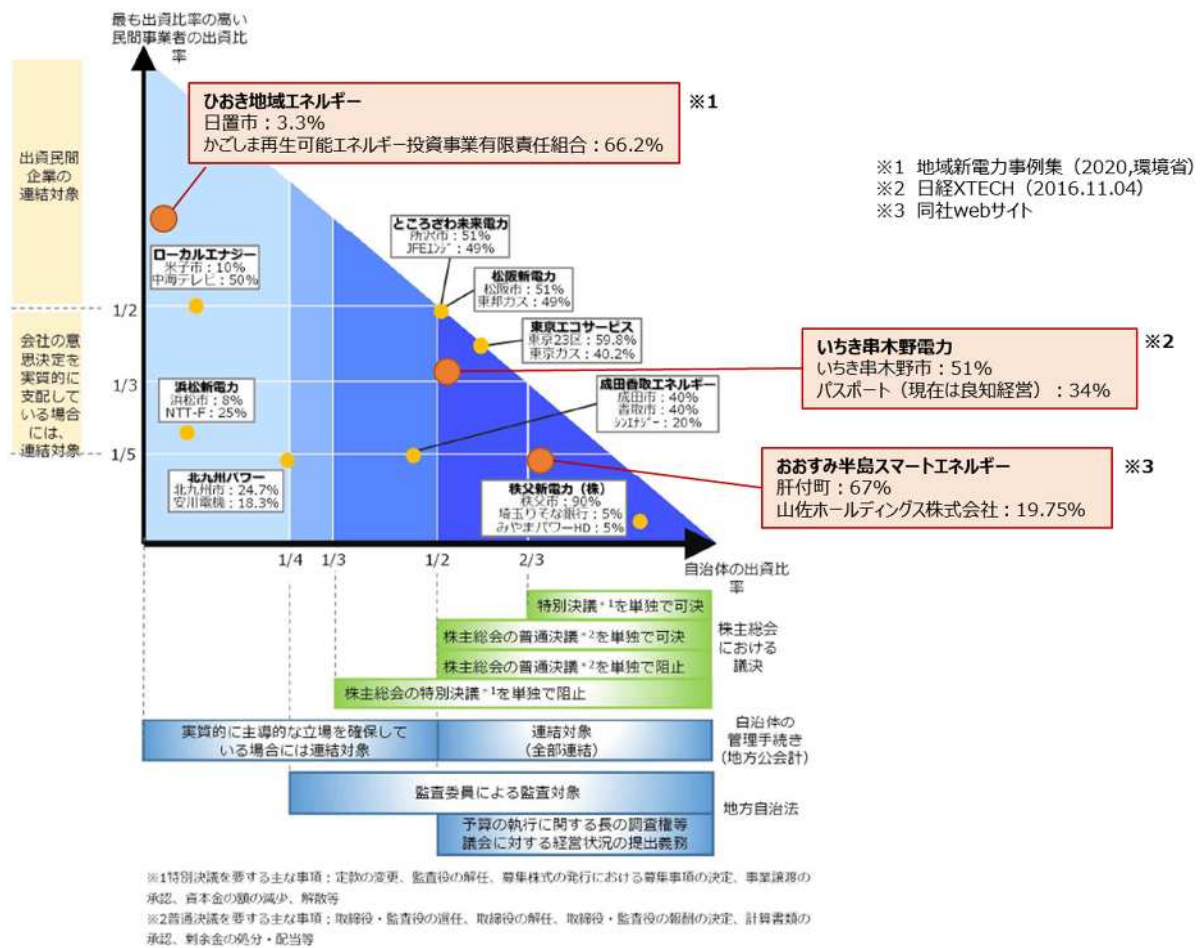 最も出資比率の高い
民間事業者の出資比
率
ひおき地域エネルギー
日置市：3.3%
かごしま再生可能エネルギー投資事業有限責任組合：66.2%
※1
※1 地域新電力事例集（2020,環境省）
※2 日経XTECH（2016.11.04）
※3 同社webサイト
出資民間
企業の
連結対象
ところざわ未来電力
所沢市：51%
JFEエンジ：49%
ローカルエナジー
米子市：10%
中海テレビ：50%
松阪新電力
松阪市：51%
東邦ガス：49%
1/2
会社の意
思決定を
実質的に
支配して
いる場合
には、
連結対象
東京エコサービス
東京23区：59.8%
東京ガス：40.2%
いちき串木野電力
いちき串木野市：51%
パスポート（現在は良知経営）：34%
※2
1/3
浜松新電力
浜松市：8%
NTT-F：25%
成田香取エネルギー
成田市：40%
香取市：40%
シンエナジー：20%
1/5
おおすみ半島スマートエネルギー
肝付町：67%
山佐ホールディングス株式会社：19.75%
※3
北九州パワー
北九州市：24.7%
安川電機：18.3%
秩父新電力（株）
秩父市：90%
埼玉りそな銀行：5%
みやまパワーHD：5%
1/4
1/3
1/2
2/3
自治体の出資比
率
特別決議*1を単独で可決
株主総会の普通決議*2を単独で可決
株主総会の普通決議*2を単独で阻止
株主総会の特別決議*1を単独で阻止
株主総会
における
議決
実質的に主導的な立場を確保して
いる場合には連結対象
連結対象
（全部連結）
自治体の
管理手続き
（地方公会計）
監査委員による監査対象
予算の執行に関する長の調査権等
議会に対する経営状況の提出義務
地方自治法
※1特別決議を要する主な事項：定款の変更、監査役の解任、募集株式の発行における募集事項の決定、事業譲渡の
承認、資本金の額の減少、解散等
※2普通決議を要する主な事項：取締役・監査役の選任、取締役の解任、取締役・監査役の報酬の決定、計算書類の
承認、剰余金の処分・配当等